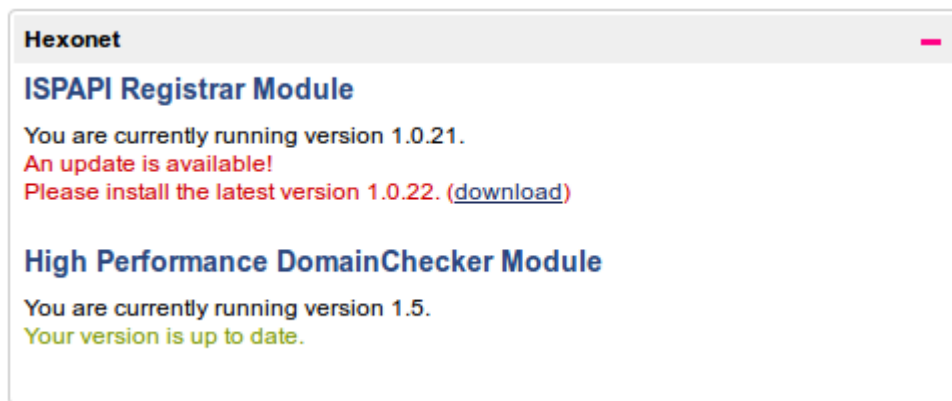 Hexonet
ISPAPI Registrar Module
You are currently running version 1.0.21.
An update is available!
Please install the latest version 1.0.22. (download)
High Performance DomainChecker Module
You are currently running version 1.5.
Your version is up to date.